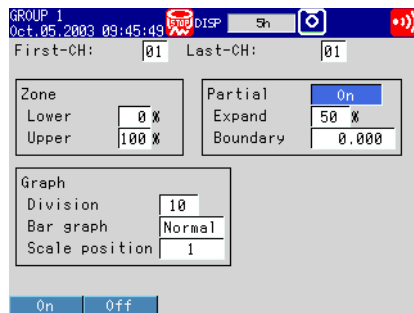 GROUP 1
Oct.05.2003 09:45:49 STOP DISP 5h
First-CH: 01 Last-CH: 01
Zone
Lower 0 %
Upper 100 %
Partial On
Expand 50 %
Boundary 0.000
Graph
Division 10
Bar graph Normal
Scale position 1
On Off